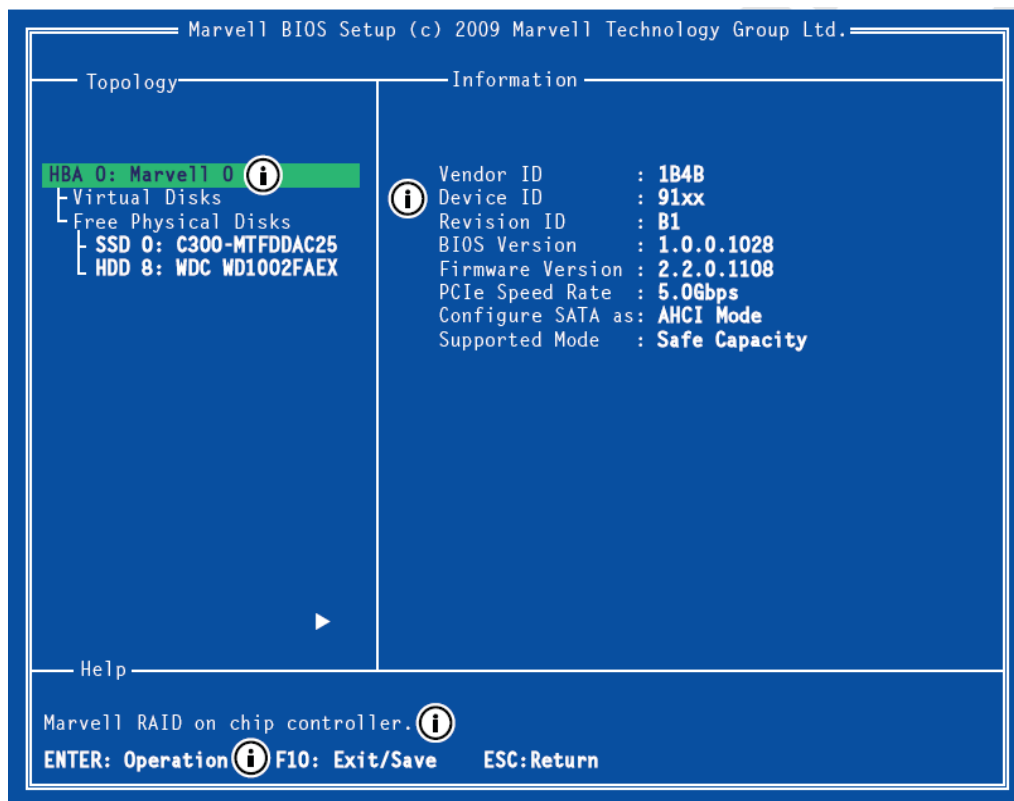 Marvell BIOS Setup (c) 2009 Marvell Technology Group Ltd.
Topology
HBA 0: Marvell 0 i
Virtual Disks
Free Physical Disks
SSD 0: C300-MTFDDAC25
HDD 8: WDC WD1002FAEX
Information
Vendor ID : 1B4B
i Device ID : 91xx
Revision ID : B1
BIOS Version : 1.0.0.1028
Firmware Version : 2.2.0.1108
PCIe Speed Rate : 5.0Gbps
Configure SATA as: AHCI Mode
Supported Mode : Safe Capacity
Help
Marvell RAID on chip controller. i
ENTER: Operation i F10: Exit/Save ESC:Return